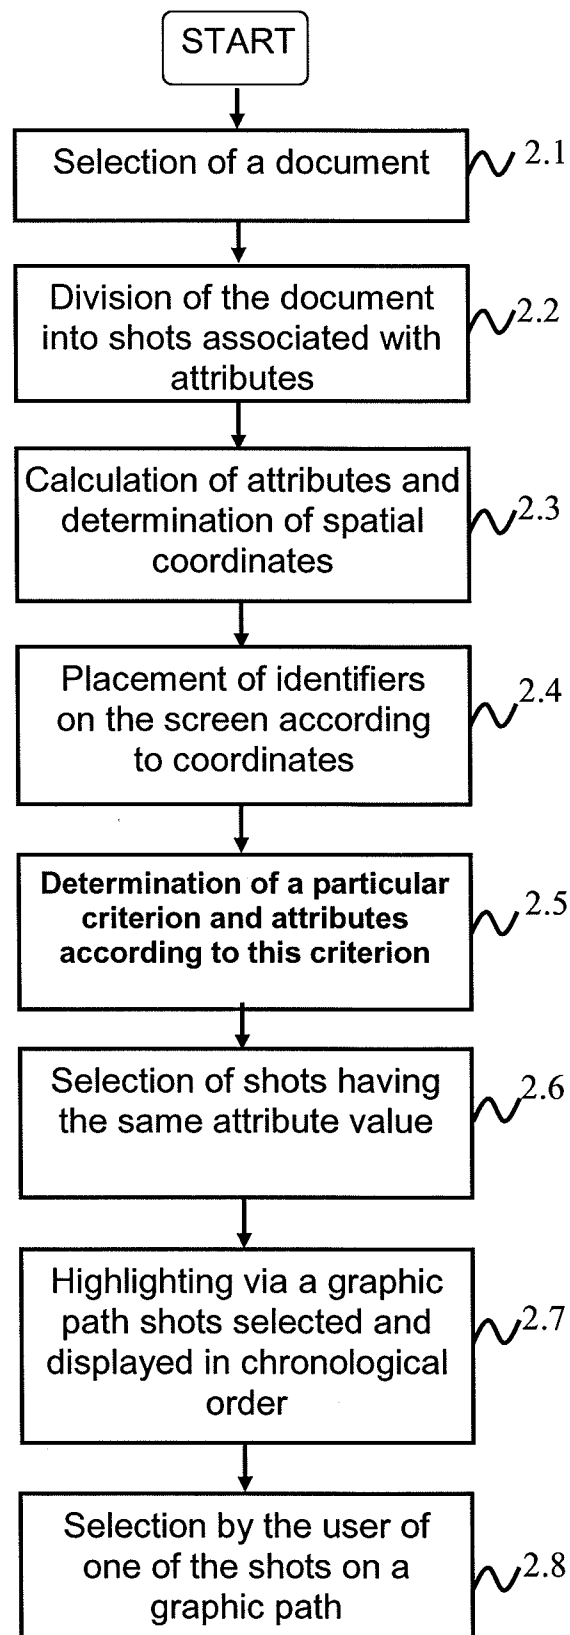 START
Selection of a document
2.1
Division of the document
into shots associated with
attributes
2.2
Calculation of attributes and
determination of spatial
coordinates
2.3
Placement of identifiers
on the screen according
to coordinates
2.4
Determination of a particular
criterion and attributes
according to this criterion
2.5
Selection of shots having
the same attribute value
2.6
Highlighting via a graphic
path shots selected and
displayed in chronological
order
2.7
Selection by the user of
one of the shots on a
graphic path
2.8